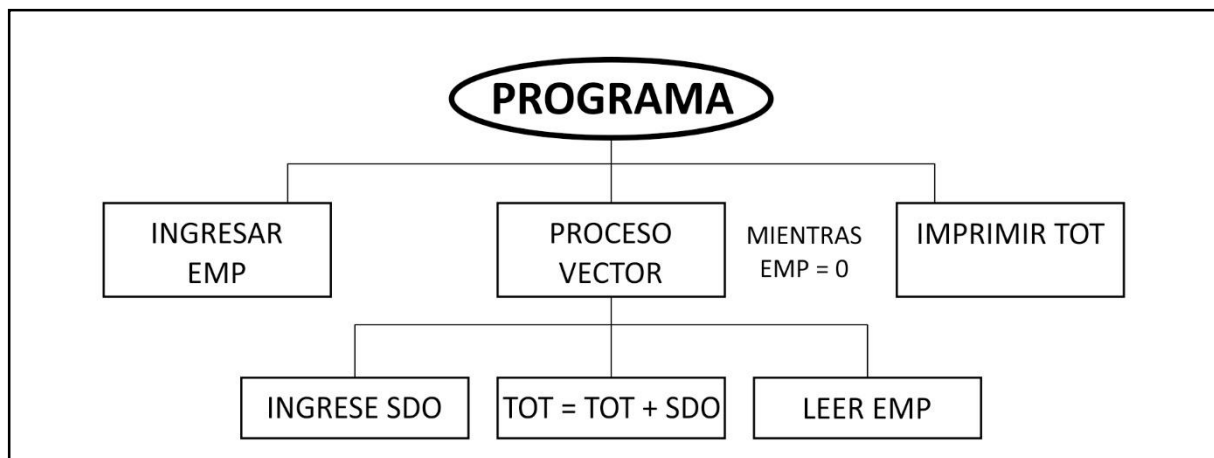 PROGRAMA
INGRESAR
EMP
PROCESO
VECTOR
MIENTRAS
EMP = 0
IMPRIMIR TOT
INGRESE SDO
TOT = TOT + SDO
LEER EMP